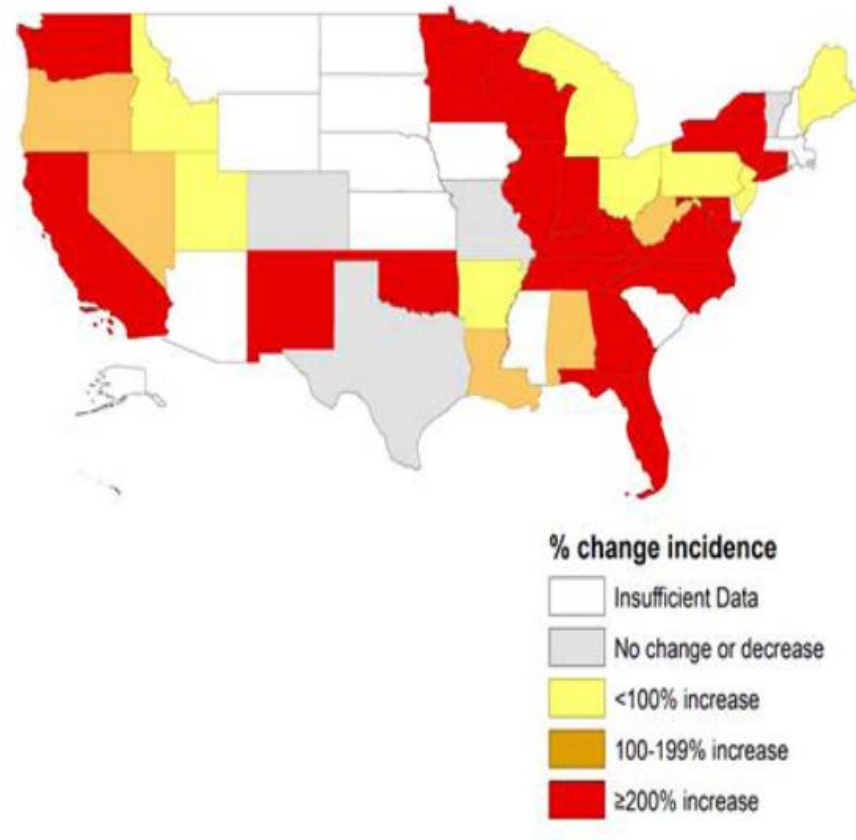 % change incidence
Insufficient Data
No change or decrease
<100% increase
100-199% increase
≥200% increase